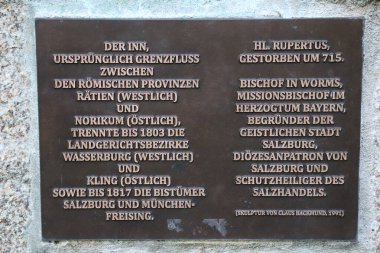 DER INN,
URSPRÜNGLICH GRENZFLUSS
ZWISCHEN
DEN RÖMISCHEN PROVINZEN
RÄTIEN (WESTLICH)
UND
NORIKUM (ÖSTLICH),
TRENNTE BIS 1803 DIE
LANDGERICHTSBEZIRKE
WASSERBURG (WESTLICH)
UND
KLING (ÖSTLICH)
SOWIE BIS 1817 DIE BISTÜMER
SALZBURG UND MÜNCHEN-
FREISING.
HL. RUPERTUS,
GESTORBEN UM 715.
BISCHOF IN WORMS,
MISSIONSBISCHOF IM
HERZOGTUM BAYERN,
BEGRÜNDER DER
GEISTLICHEN STADT
SALZBURG,
DIÖZESANPATRON VON
SALZBURG UND
SCHUTZHEILIGER DES
SALZHANDELS.
(SKULPTUR VON CLAUS BACKMUND, 1991)